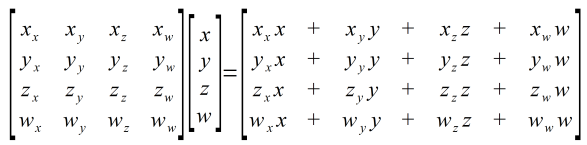 x_x x_y x_z x_w x x_x x + x_y y + x_z z + x_w w
y_x y_y y_z y_w y y_x x + y_y y + y_z z + y_w w
z_x z_y z_z z_w z = z_x x + z_y y + z_z z + z_w w
w_x w_y w_z w_w w w_x x + w_y y + w_z z + w_w w